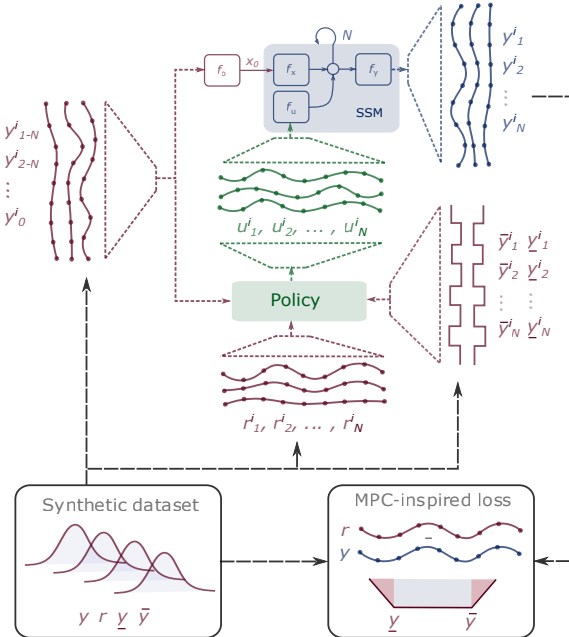 N
f₀ x₀ fₓ f_y
f_u
SSM
yⁱ₁
yⁱ₂
⋮
yⁱ_N
yⁱ₁₋N
yⁱ₂₋N
⋮
yⁱ₀
uⁱ₁, uⁱ₂, ... , uⁱ_N
ȳⁱ₁ y̲ⁱ₁
ȳⁱ₂ y̲ⁱ₂
⋮ ⋮
ȳⁱ_N y̲ⁱ_N
Policy
rⁱ₁, rⁱ₂, ... , rⁱ_N
Synthetic dataset
y r y̲ ȳ
MPC-inspired loss
r
y
y̲ ȳ